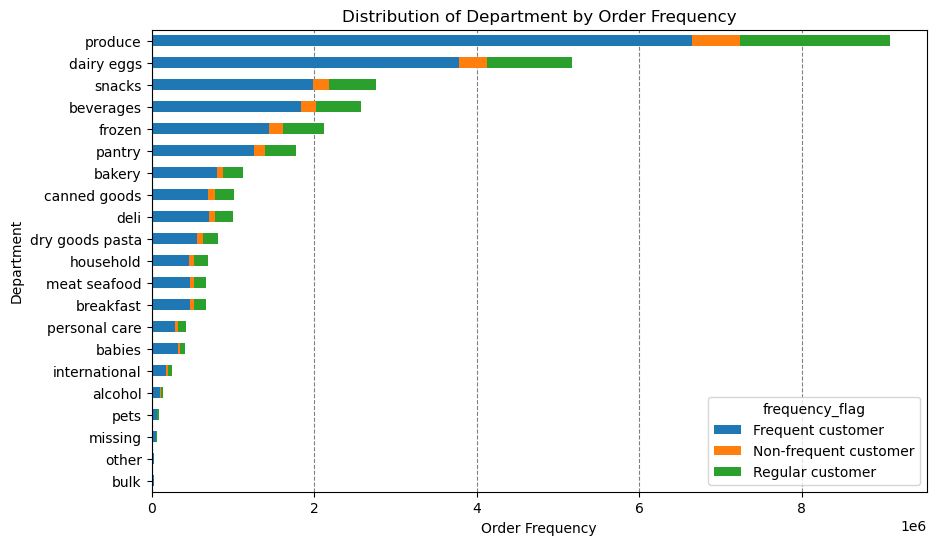 Distribution of Department by Order Frequency
produce
dairy eggs
snacks
beverages
frozen
pantry
bakery
canned goods
deli
dry goods pasta
household
meat seafood
breakfast
personal care
babies
international
alcohol
pets
missing
other
bulk
Department
frequency_flag
Frequent customer
Non-frequent customer
Regular customer
0 2 4 6 8
1e6
Order Frequency